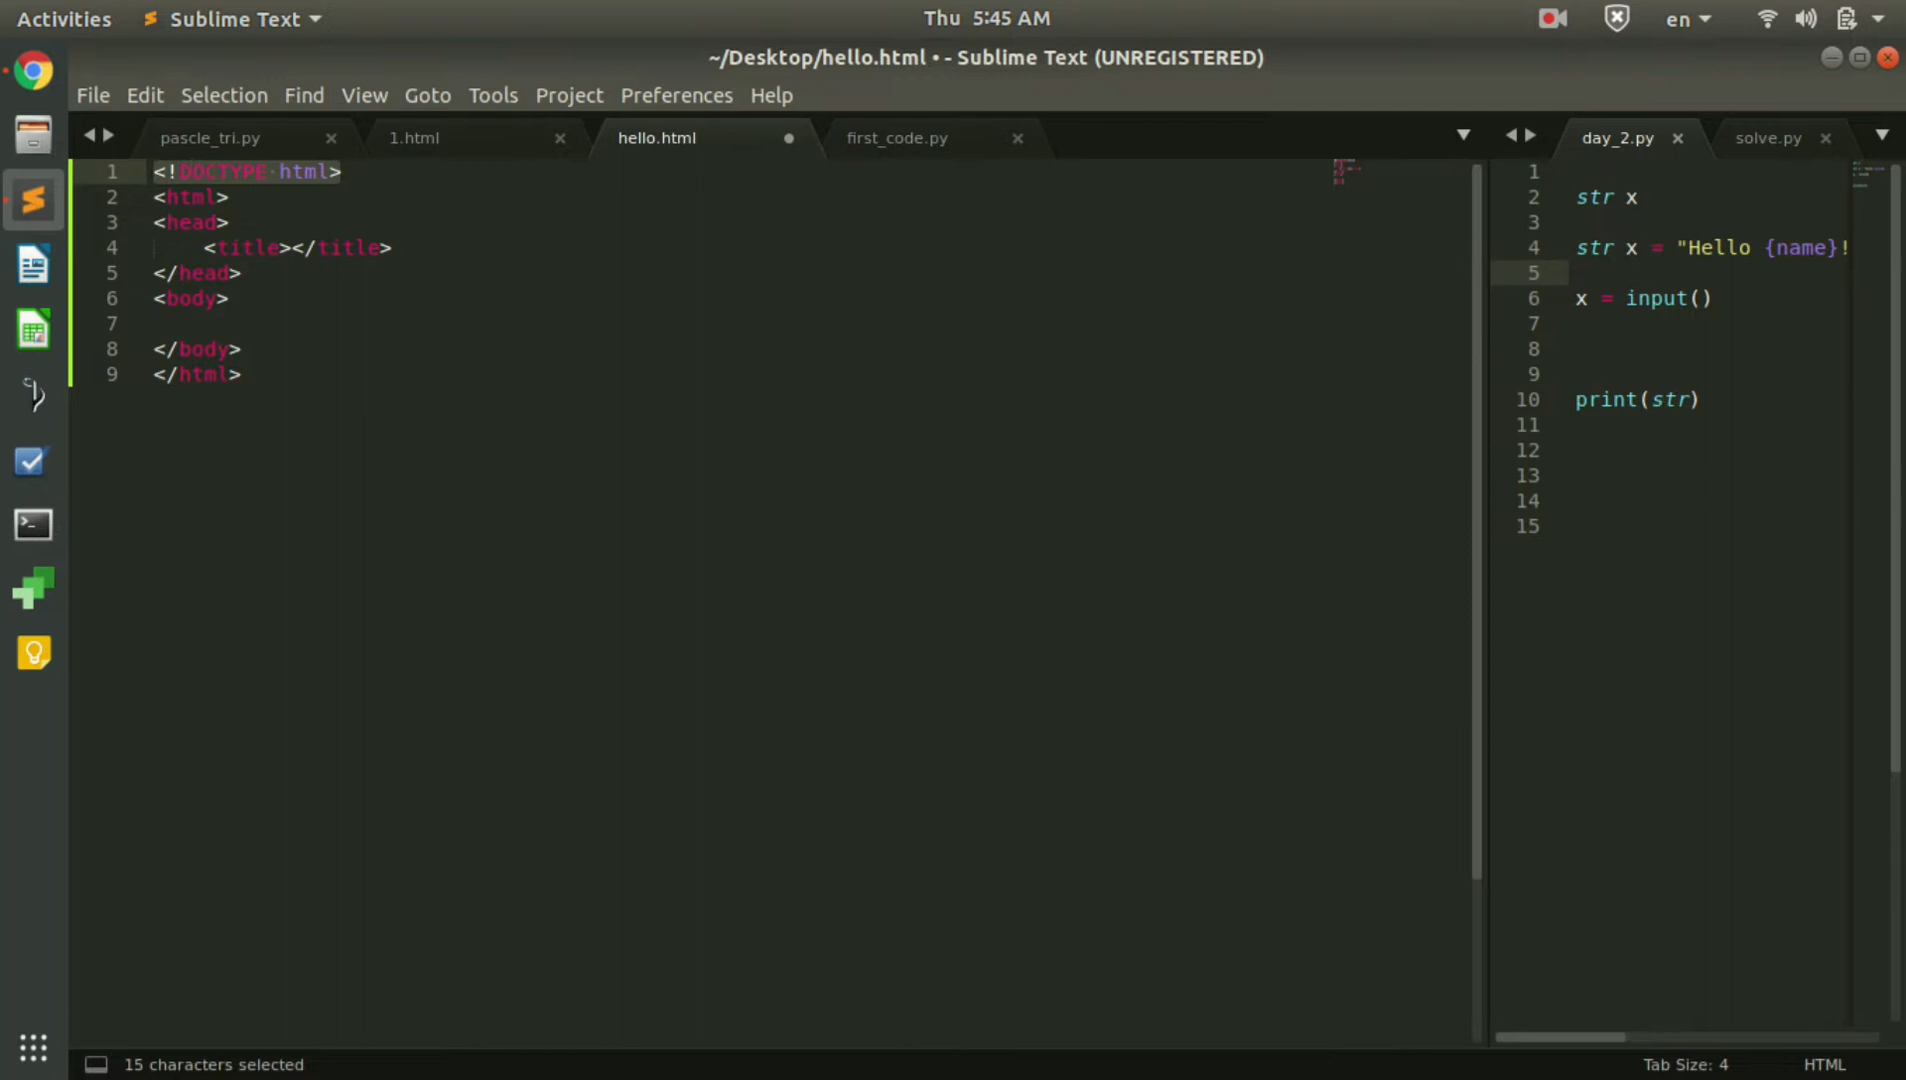 Activities Sublime Text Thu 5:45 AM en
~/Desktop/hello.html • - Sublime Text (UNREGISTERED)
File Edit Selection Find View Goto Tools Project Preferences Help
pascle_tri.py 1.html hello.html first_code.py
1 <!DOCTYPE html>
2 <html>
3 <head>
4 <title></title>
5 </head>
6 <body>
7
8 </body>
9 </html>
day_2.py solve.py
1
2 str x
3
4 str x = "Hello {name}!
5
6 x = input()
7
8
9
10 print(str)
11
12
13
14
15
15 characters selected Tab Size: 4 HTML